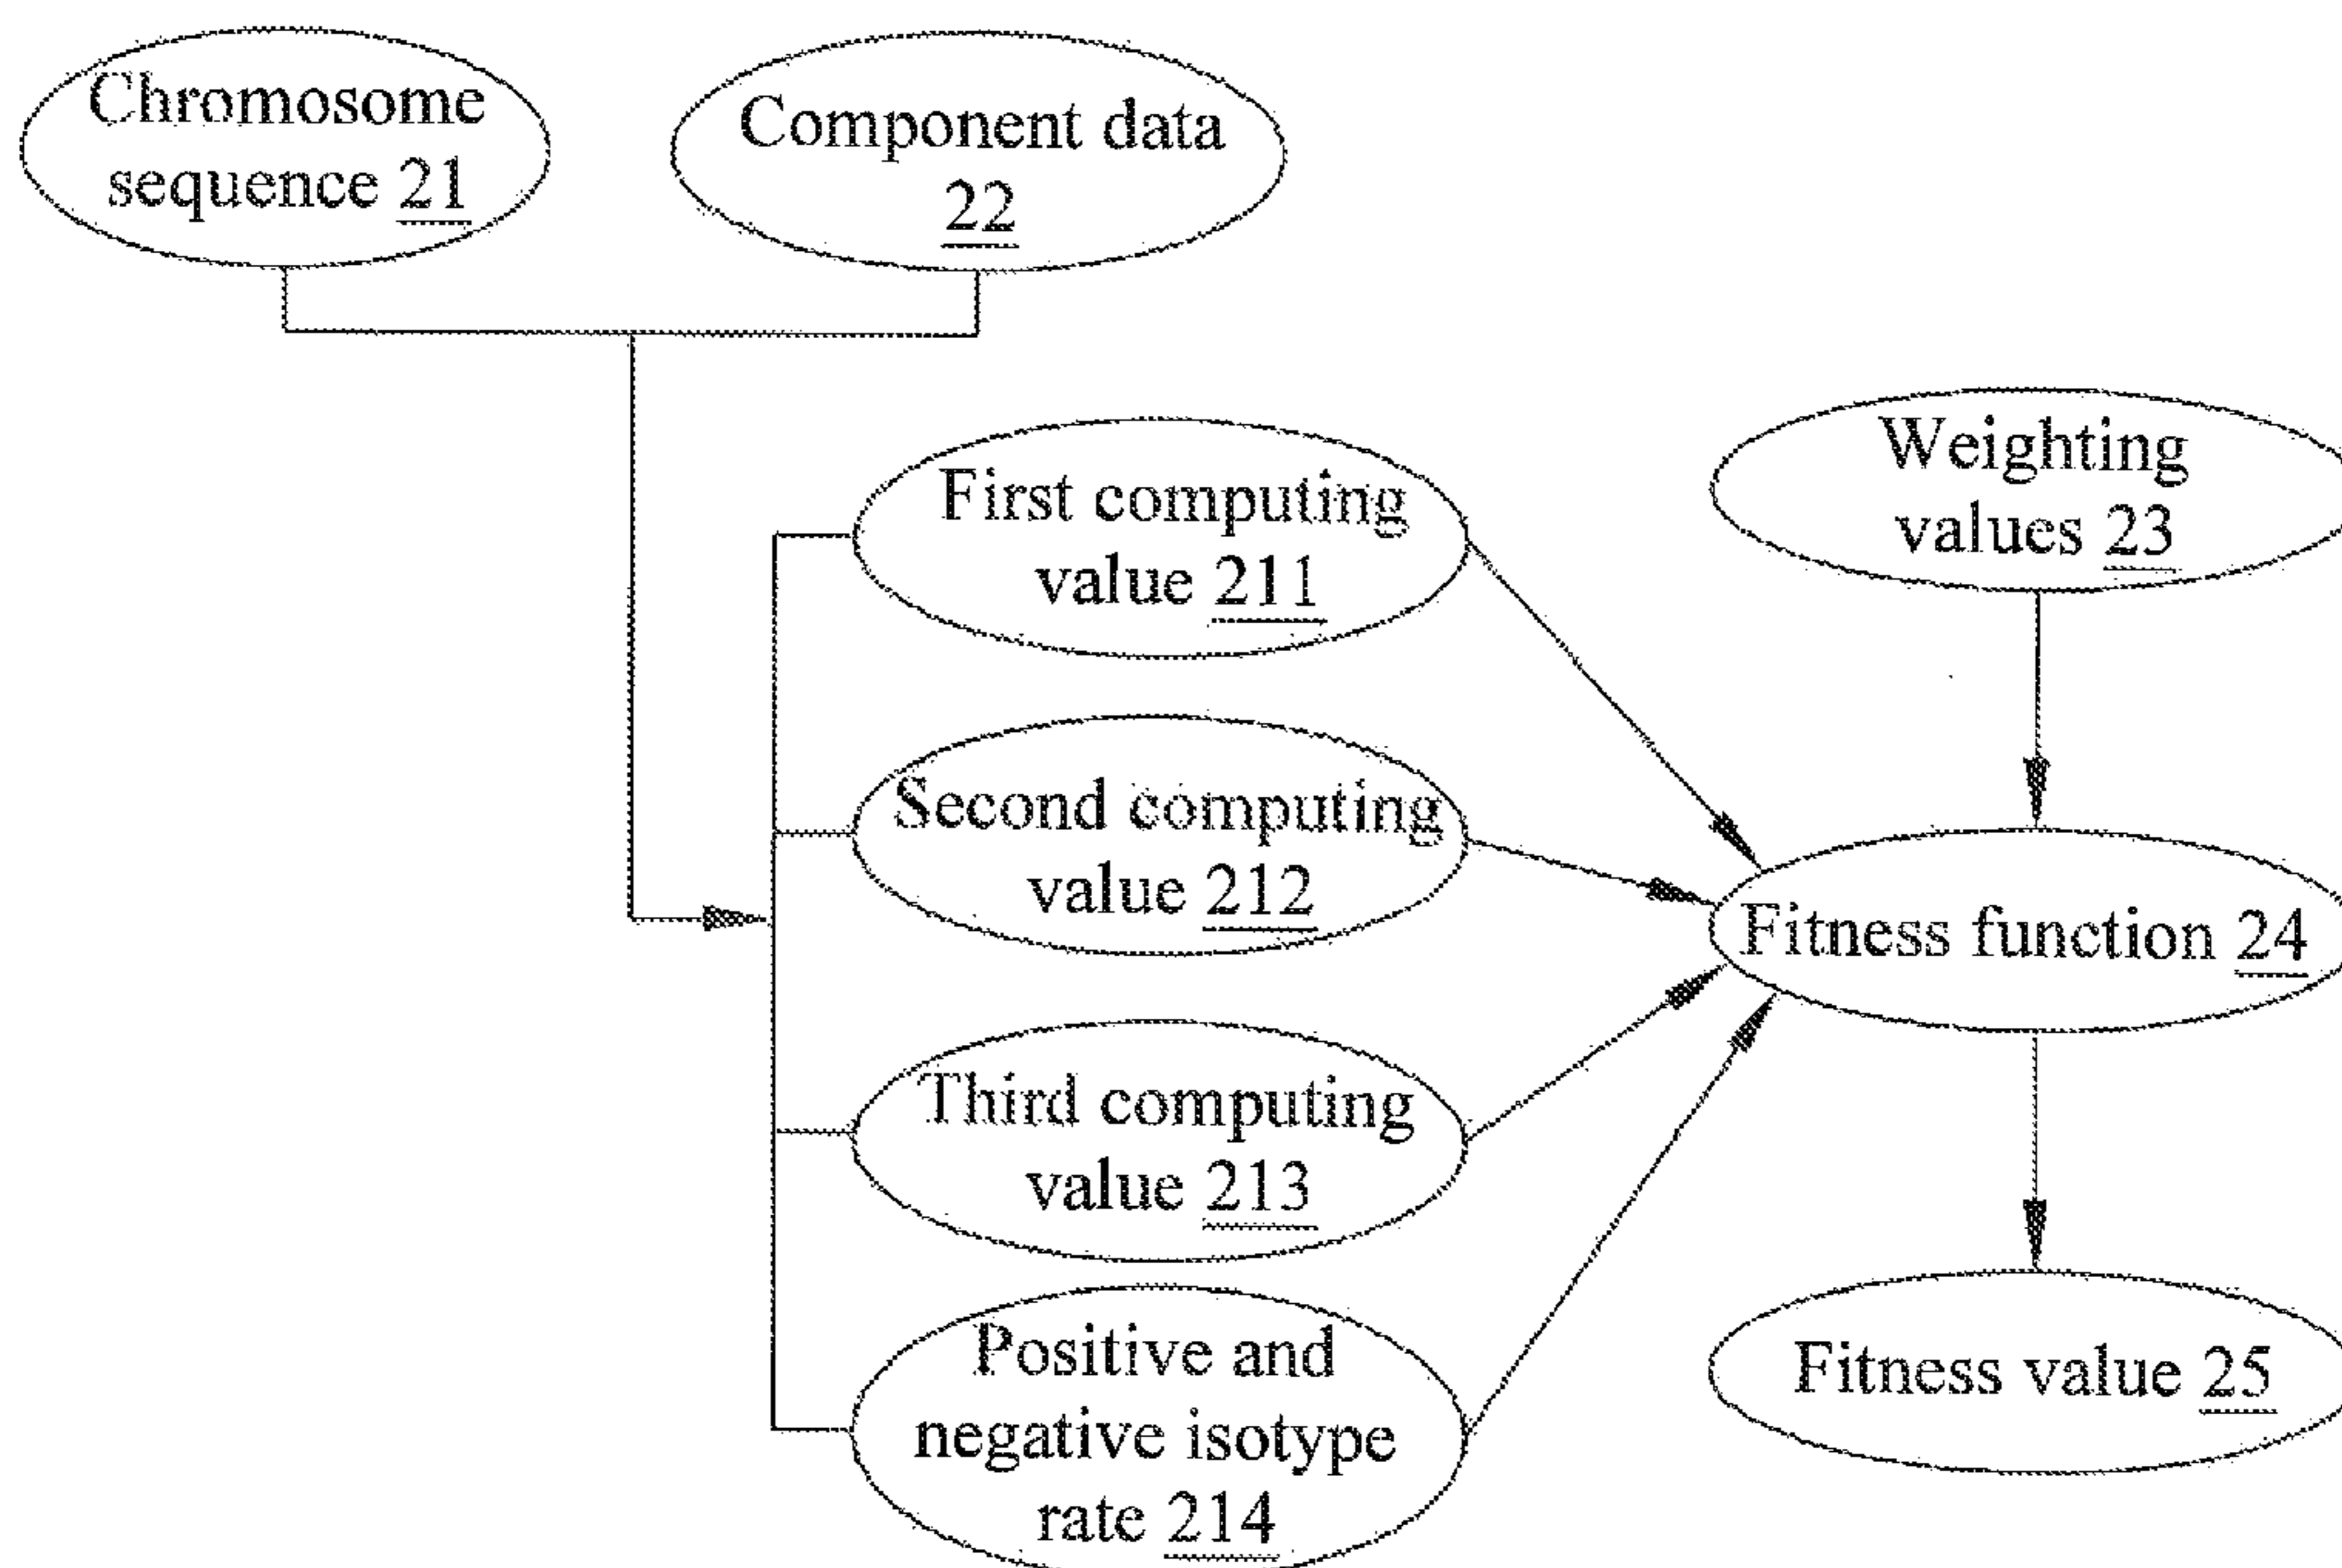 Chromosome
sequence 21
Component data
22
First computing
value 211
Weighting
values 23
Second computing
value 212
Fitness function 24
Third computing
value 213
Positive and
negative isotype
rate 214
Fitness value 25